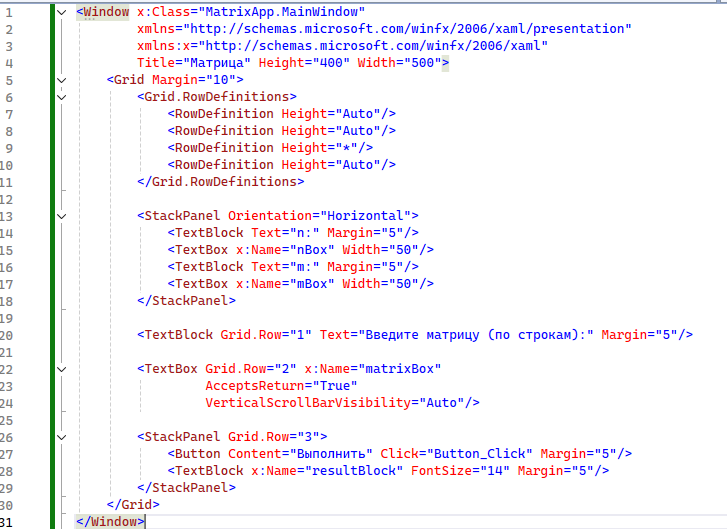 1 <Window x:Class="MatrixApp.MainWindow"
2 xmlns="http://schemas.microsoft.com/winfx/2006/xaml/presentation"
3 xmlns:x="http://schemas.microsoft.com/winfx/2006/xaml"
4 Title="Матрица" Height="400" Width="500">
5 <Grid Margin="10">
6 <Grid.RowDefinitions>
7 <RowDefinition Height="Auto"/>
8 <RowDefinition Height="Auto"/>
9 <RowDefinition Height="*"/>
10 <RowDefinition Height="Auto"/>
11 </Grid.RowDefinitions>
12
13 <StackPanel Orientation="Horizontal">
14 <TextBlock Text="n:" Margin="5"/>
15 <TextBox x:Name="nBox" Width="50"/>
16 <TextBlock Text="m:" Margin="5"/>
17 <TextBox x:Name="mBox" Width="50"/>
18 </StackPanel>
19
20 <TextBlock Grid.Row="1" Text="Введите матрицу (по строкам):" Margin="5"/>
21
22 <TextBox Grid.Row="2" x:Name="matrixBox"
23 AcceptsReturn="True"
24 VerticalScrollBarVisibility="Auto"/>
25
26 <StackPanel Grid.Row="3">
27 <Button Content="Выполнить" Click="Button_Click" Margin="5"/>
28 <TextBlock x:Name="resultBlock" FontSize="14" Margin="5"/>
29 </StackPanel>
30 </Grid>
31 </Window>